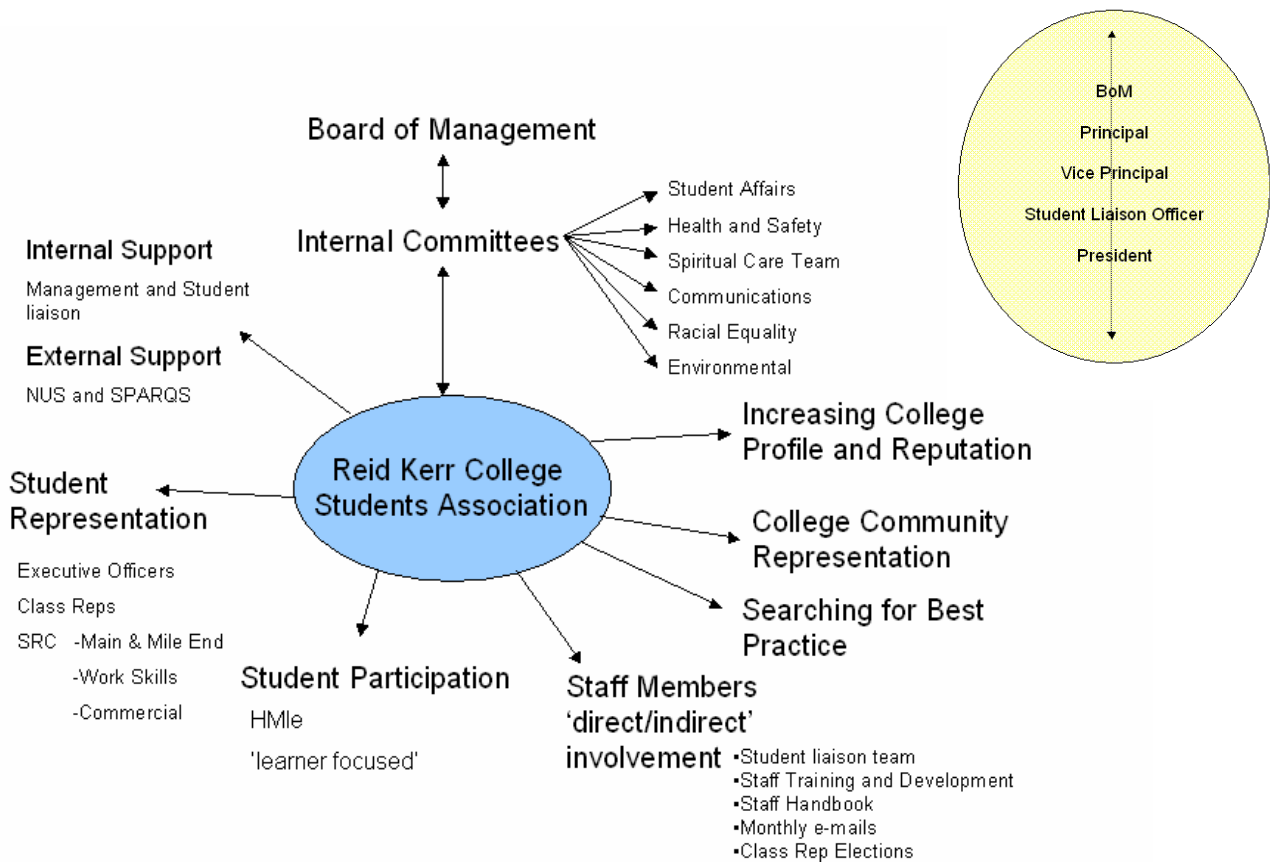 BoM
Principal
Vice Principal
Student Liaison Officer
President
Board of Management
Internal Committees
Student Affairs
Health and Safety
Spiritual Care Team
Communications
Racial Equality
Environmental
Internal Support
Management and Student
liaison
External Support
NUS and SPARQS
Reid Kerr College
Students Association
Increasing College
Profile and Reputation
College Community
Representation
Searching for Best
Practice
Student
Representation
Executive Officers
Class Reps
SRC -Main & Mile End
-Work Skills
-Commercial
Student Participation
HMIe
'learner focused'
Staff Members
‘direct/indirect’
involvement
▪Student liaison team
▪Staff Training and Development
▪Staff Handbook
▪Monthly e-mails
▪Class Rep Elections